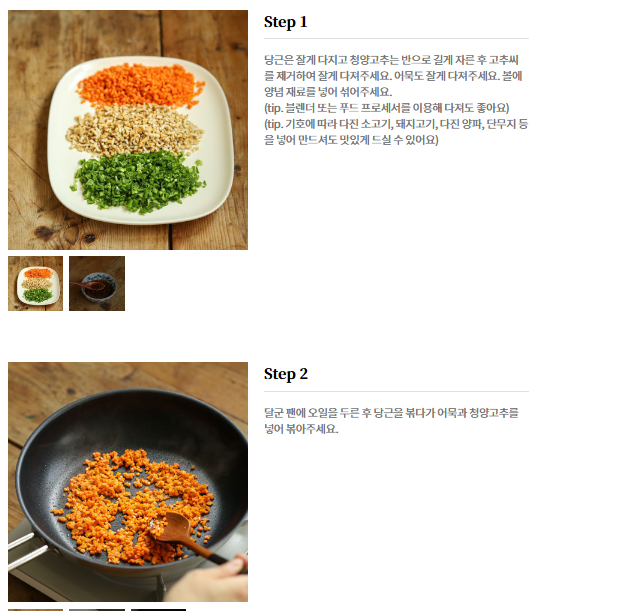 Step 1
당근은 잘게 다지고 청양고추는 반으로 길게 자른 후 고추씨
를 제거하여 잘게 다져주세요. 어묵도 잘게 다져주세요. 볼에
양념 재료를 넣어 섞어주세요.
(tip. 블렌더 또는 푸드 프로세서를 이용해 다져도 좋아요)
(tip. 기호에 따라 다진 소고기, 돼지고기, 다진 양파, 단무지 등
을 넣어 만드셔도 맛있게 드실 수 있어요)
Step 2
달군 팬에 오일을 두른 후 당근을 볶다가 어묵과 청양고추를
넣어 볶아주세요.